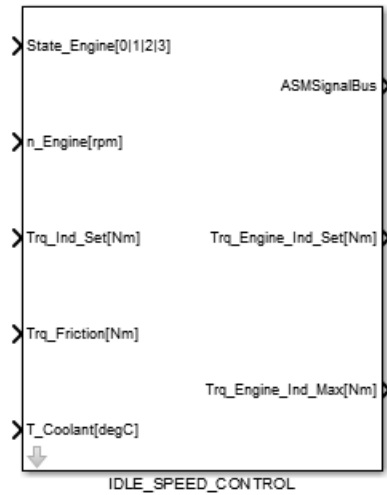 State_Engine[0|1|2|3]
ASMSignalBus
n_Engine[rpm]
Trq_Ind_Set[Nm]
Trq_Engine_Ind_Set[Nm]
Trq_Friction[Nm]
Trq_Engine_Ind_Max[Nm]
T_Coolant[degC]
IDLE_SPEED_CONTROL